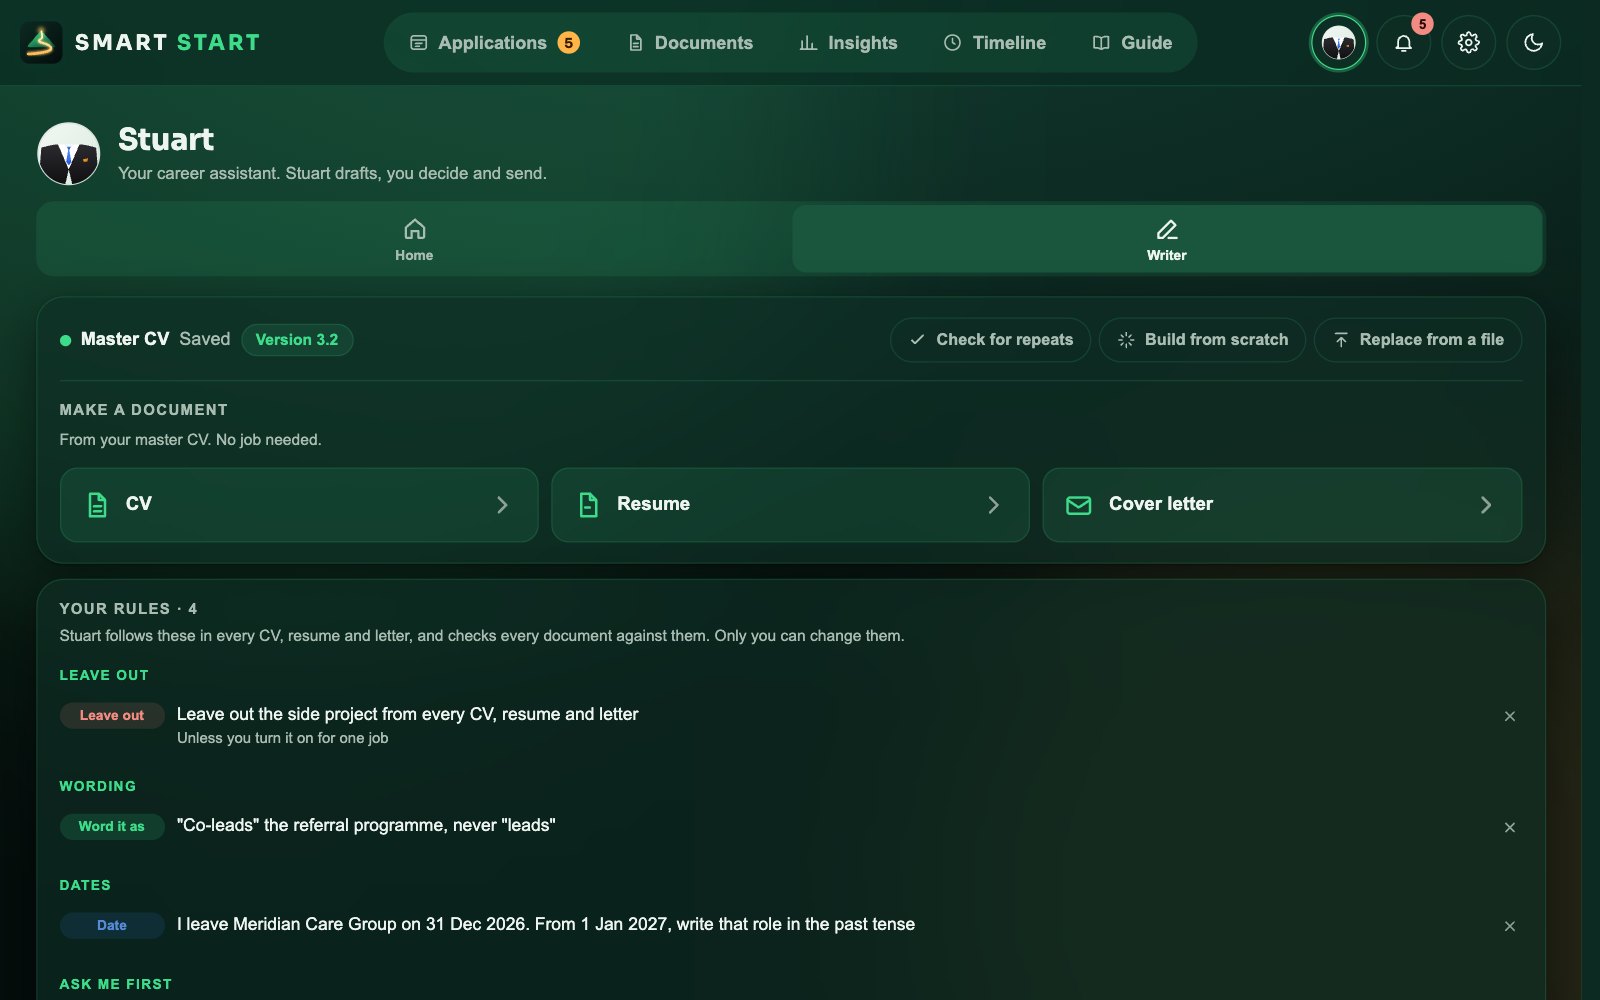 SMART START
Applications 5
Documents
Insights
Timeline
Guide
5
Stuart
Your career assistant. Stuart drafts, you decide and send.
Home
Writer
Master CV Saved Version 3.2
Check for repeats
Build from scratch
Replace from a file
MAKE A DOCUMENT
From your master CV. No job needed.
CV
Resume
Cover letter
YOUR RULES · 4
Stuart follows these in every CV, resume and letter, and checks every document against them. Only you can change them.
LEAVE OUT
Leave out Leave out the side project from every CV, resume and letter
Unless you turn it on for one job
WORDING
Word it as "Co-leads" the referral programme, never "leads"
DATES
Date I leave Meridian Care Group on 31 Dec 2026. From 1 Jan 2027, write that role in the past tense
ASK ME FIRST